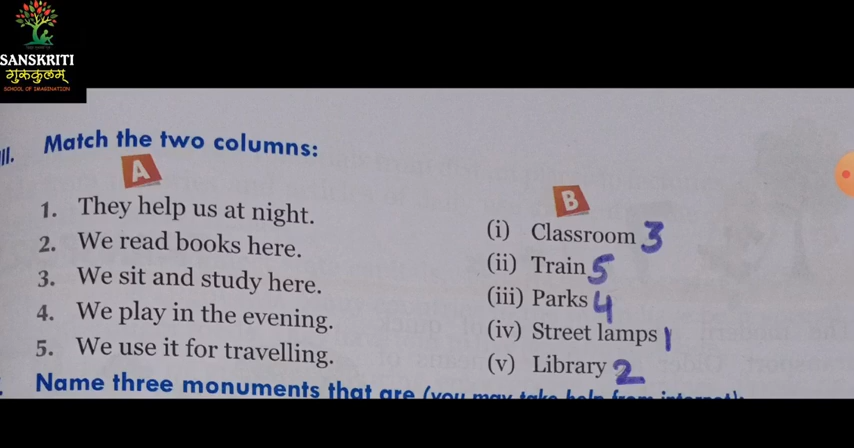 SANSKRITI
गुरुकुलम्
SCHOOL OF IMAGINATION
III. Match the two columns:
A
1. They help us at night.
2. We read books here.
3. We sit and study here.
4. We play in the evening.
5. We use it for travelling.
B
(i) Classroom 3
(ii) Train 5
(iii) Parks 4
(iv) Street lamps 1
(v) Library 2
Name three monuments that are (you may take help from internet):